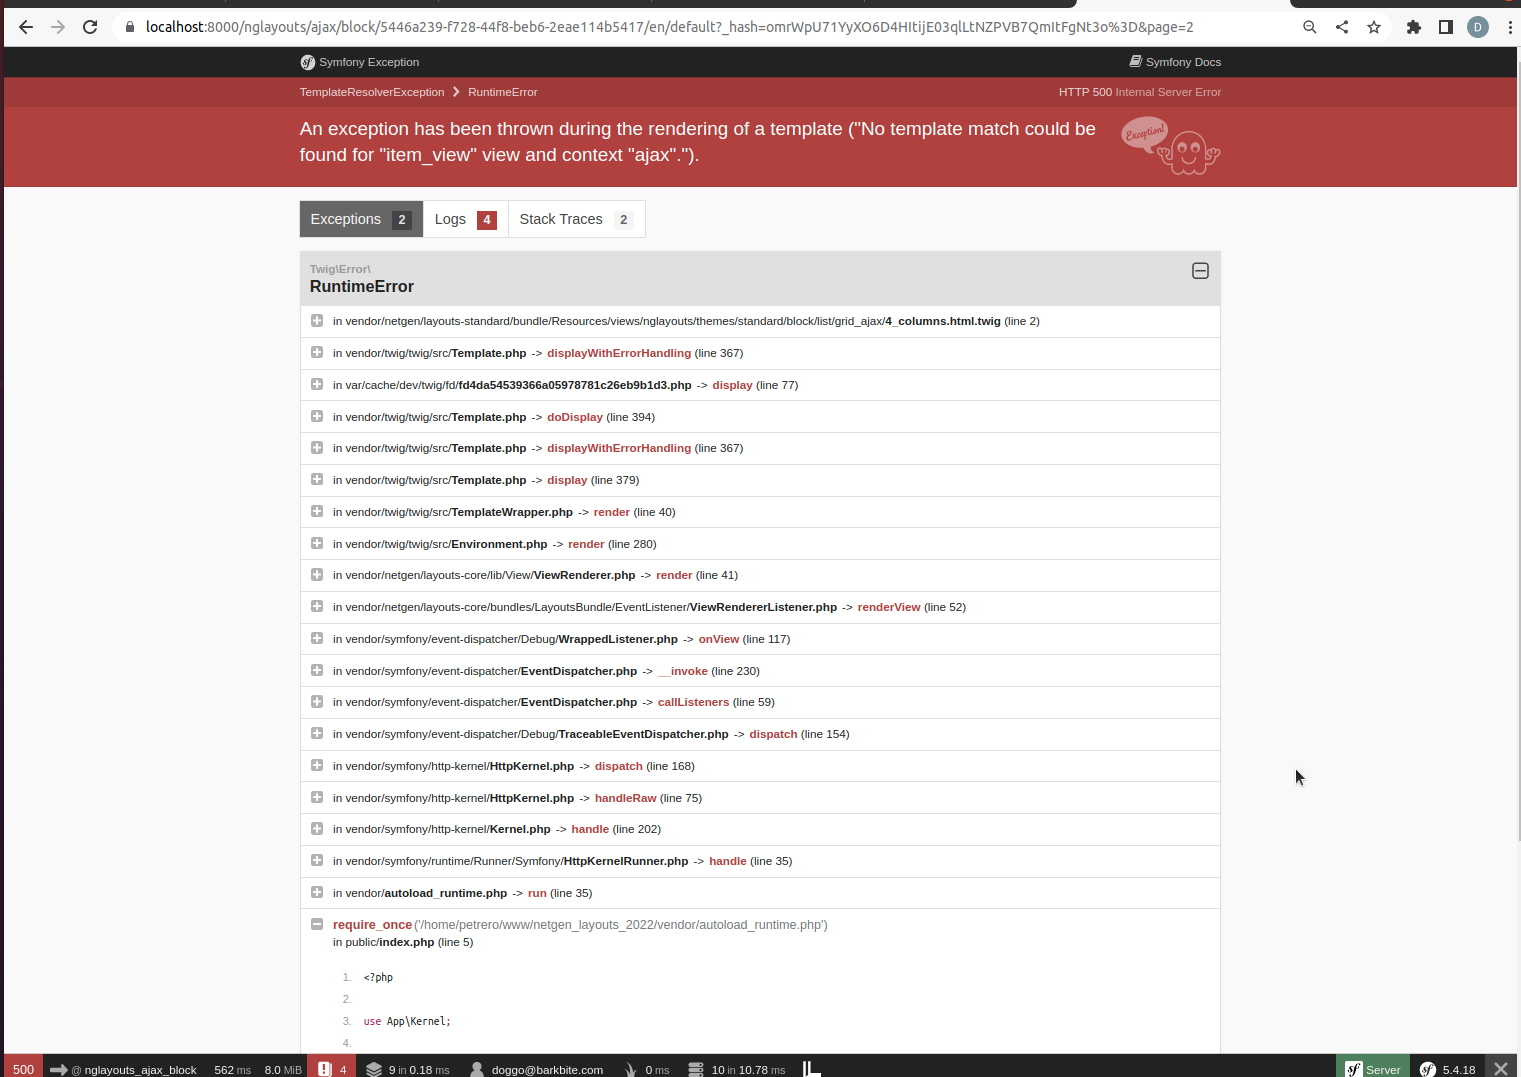 localhost:8000/nglayouts/ajax/block/5446a239-f728-44f8-beb6-2eae114b5417/en/default?_hash=omrWpU71YyXO6D4HItijE03qlLtNZPVB7QmItFgNt3o%3D&page=2
D
sf Symfony Exception
Symfony Docs
TemplateResolverException RuntimeError
HTTP 500 Internal Server Error
An exception has been thrown during the rendering of a template ("No template match could be
found for "item_view" view and context "ajax".").
Exception!
Exceptions 2 Logs 4 Stack Traces 2
Twig\Error\
RuntimeError
in vendor/netgen/layouts-standard/bundle/Resources/views/nglayouts/themes/standard/block/list/grid_ajax/4_columns.html.twig (line 2)
in vendor/twig/twig/src/Template.php -> displayWithErrorHandling (line 367)
in var/cache/dev/twig/fd/fd4da54539366a05978781c26eb9b1d3.php -> display (line 77)
in vendor/twig/twig/src/Template.php -> doDisplay (line 394)
in vendor/twig/twig/src/Template.php -> displayWithErrorHandling (line 367)
in vendor/twig/twig/src/Template.php -> display (line 379)
in vendor/twig/twig/src/TemplateWrapper.php -> render (line 40)
in vendor/twig/twig/src/Environment.php -> render (line 280)
in vendor/netgen/layouts-core/lib/View/ViewRenderer.php -> render (line 41)
in vendor/netgen/layouts-core/bundles/LayoutsBundle/EventListener/ViewRendererListener.php -> renderView (line 52)
in vendor/symfony/event-dispatcher/Debug/WrappedListener.php -> onView (line 117)
in vendor/symfony/event-dispatcher/EventDispatcher.php -> __invoke (line 230)
in vendor/symfony/event-dispatcher/EventDispatcher.php -> callListeners (line 59)
in vendor/symfony/event-dispatcher/Debug/TraceableEventDispatcher.php -> dispatch (line 154)
in vendor/symfony/http-kernel/HttpKernel.php -> dispatch (line 168)
in vendor/symfony/http-kernel/HttpKernel.php -> handleRaw (line 75)
in vendor/symfony/http-kernel/Kernel.php -> handle (line 202)
in vendor/symfony/runtime/Runner/Symfony/HttpKernelRunner.php -> handle (line 35)
in vendor/autoload_runtime.php -> run (line 35)
require_once('/home/petrero/www/netgen_layouts_2022/vendor/autoload_runtime.php')
in public/index.php (line 5)
1. <?php
2.
3. use App\Kernel;
4.
500 @ nglayouts_ajax_block 562 ms 8.0 MiB 4 9 in 0.18 ms doggo@barkbite.com 0 ms 10 in 10.78 ms sf Server sf 5.4.18